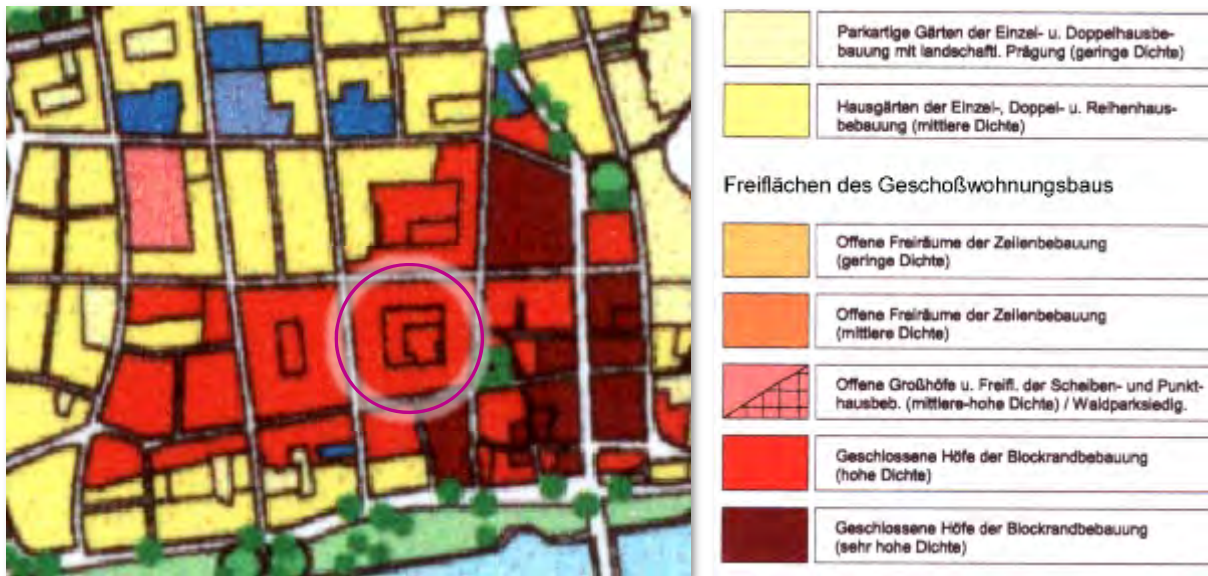 Parkartige Gärten der Einzel- u. Doppelhausbe-
bauung mit landschaftl. Prägung (geringe Dichte)
Hausgärten der Einzel-, Doppel- u. Reihenhaus-
bebauung (mittlere Dichte)
Freiflächen des Geschoßwohnungsbaus
Offene Freiräume der Zeilenbebauung
(geringe Dichte)
Offene Freiräume der Zeilenbebauung
(mittlere Dichte)
Offene Großhöfe u. Freifl. der Scheiben- und Punkt-
hausbeb. (mittlere-hohe Dichte) / Waldparksiedlg.
Geschlossene Höfe der Blockrandbebauung
(hohe Dichte)
Geschlossene Höfe der Blockrandbebauung
(sehr hohe Dichte)